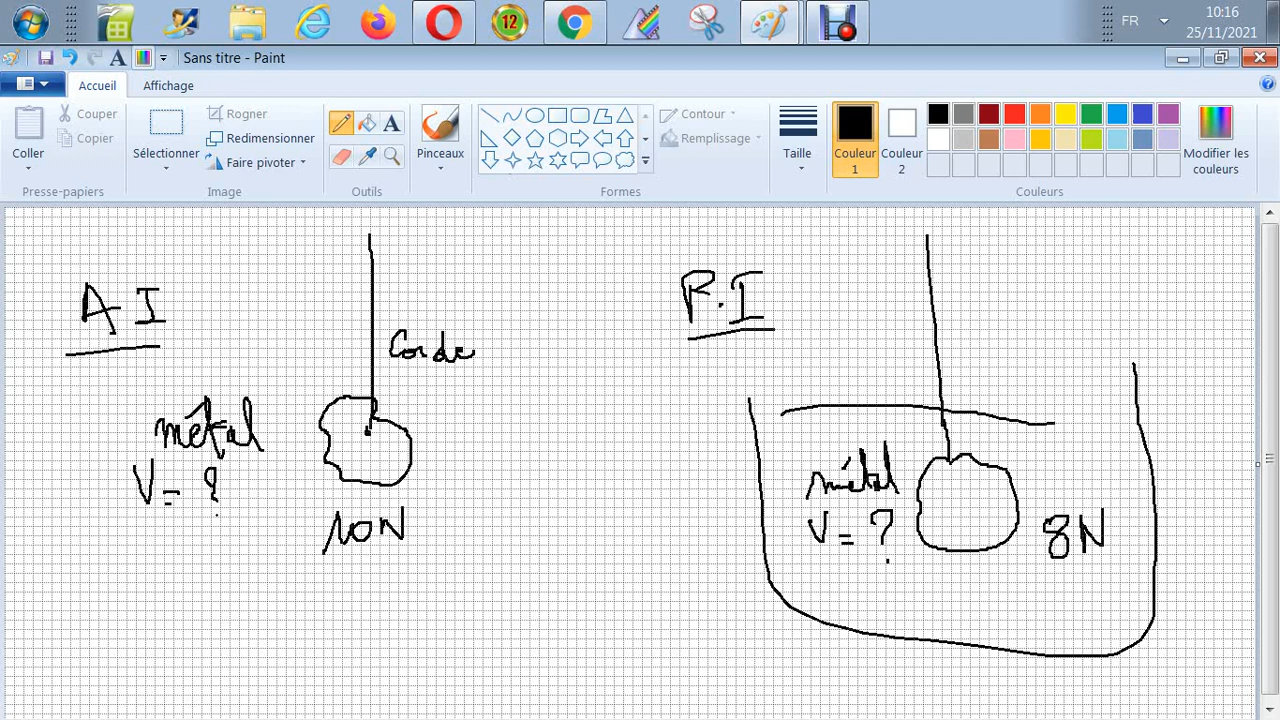 12
FR
10:16
25/11/2021
Sans titre - Paint
Accueil
Affichage
Coller
Couper
Copier
Presse-papiers
Sélectionner
Rogner
Redimensionner
Faire pivoter
Image
A
Outils
Pinceaux
Contour
Remplissage
Formes
Taille
Couleur
1
Couleur
2
Modifier les
couleurs
Couleurs
A I
Corde
métal
V = ?
10N
P.I
métal
V = ?
8N